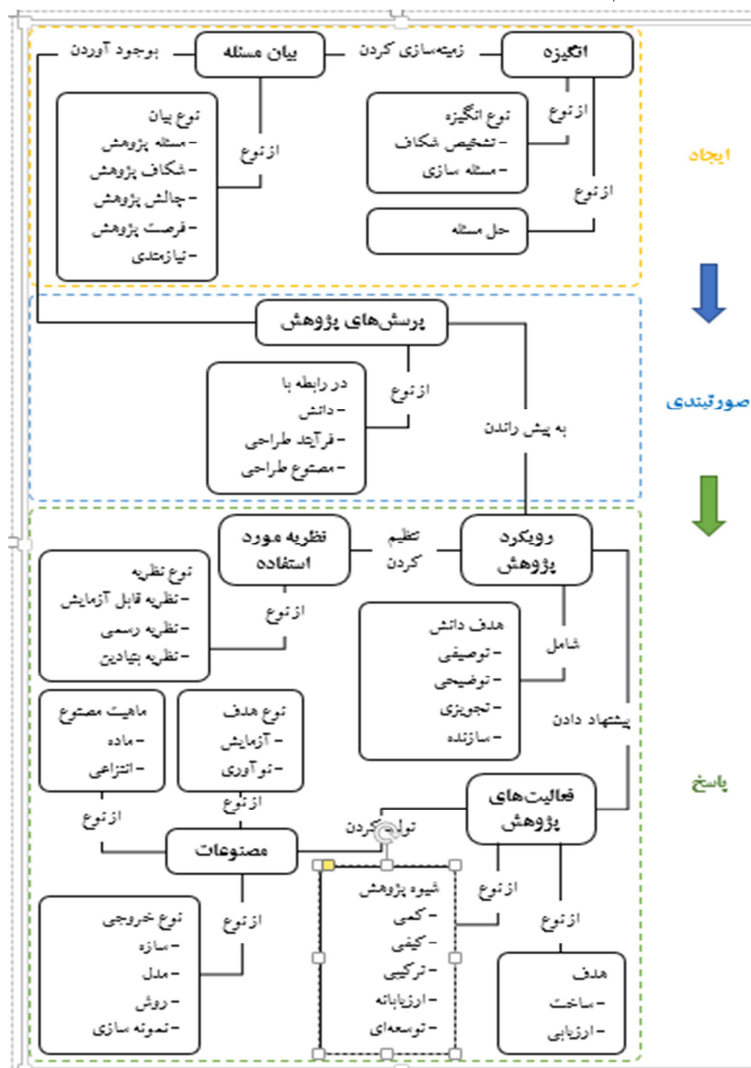 انگیزه
زمینه‌سازی کردن
بیان مسئله
بوجود آوردن
از نوع
نوع انگیزه
- تشخیص شکاف
- مسئله سازی
از نوع
حل مسئله
از نوع
نوع بیان
- مسئله پژوهش
- شکاف پژوهش
- چالش پژوهش
- فرصت پژوهش
- نیازمندی
ایجاد
پرسش‌های پژوهش
از نوع
در رابطه با
- دانش
- فرآیند طراحی
- مصنوع طراحی
به پیش راندن
صورتبندی
رویکرد
پژوهش
تنظیم
کردن
نظریه مورد
استفاده
از نوع
نوع نظریه
- نظریه قابل آزمایش
- نظریه رسمی
- نظریه بنیادین
شامل
هدف دانش
- توصیفی
- توضیحی
- تجویزی
- سازنده
پیشنهاد دادن
پاسخ
فعالیت‌های
پژوهش
کردن
مصنوعات
از نوع
نوع هدف
- آزمایش
- نوآوری
از نوع
ماهیت مصنوع
- ماده
- انتزاعی
از نوع
نوع خروجی
- سازه
- مدل
- روش
- نمونه سازی
از نوع
شیوه پژوهش
- کمی
- کیفی
- ترکیبی
- ارزیابانه
- توسعه‌ای
از نوع
هدف
- ساخت
- ارزیابی